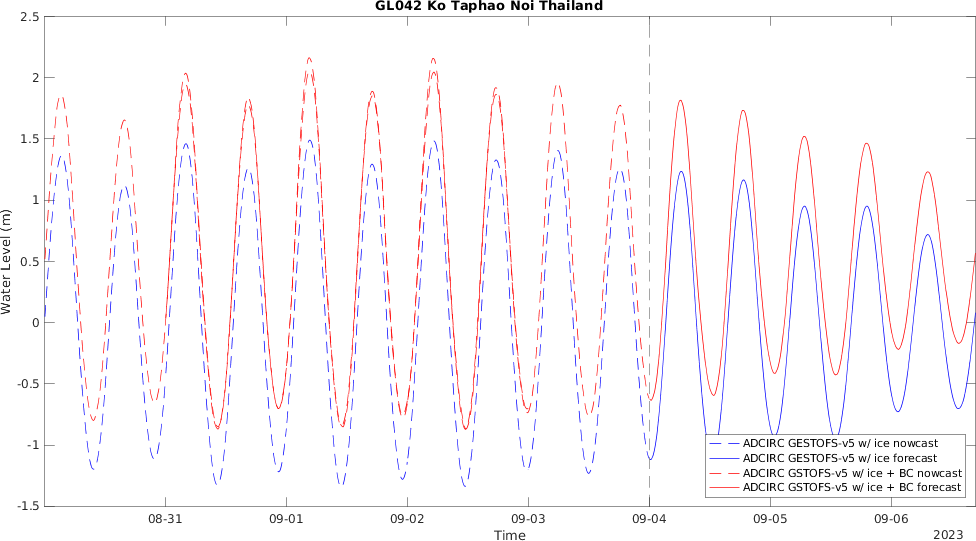 GL042 Ko Taphao Noi Thailand
2.5
2
1.5
1
0.5
0
-0.5
-1
-1.5
Water Level (m)
ADCIRC GESTOFS-v5 w/ ice nowcast
ADCIRC GESTOFS-v5 w/ ice forecast
ADCIRC GSTOFS-v5 w/ ice + BC nowcast
ADCIRC GSTOFS-v5 w/ ice + BC forecast
08-31 09-01 09-02 09-03 09-04 09-05 09-06
Time
2023